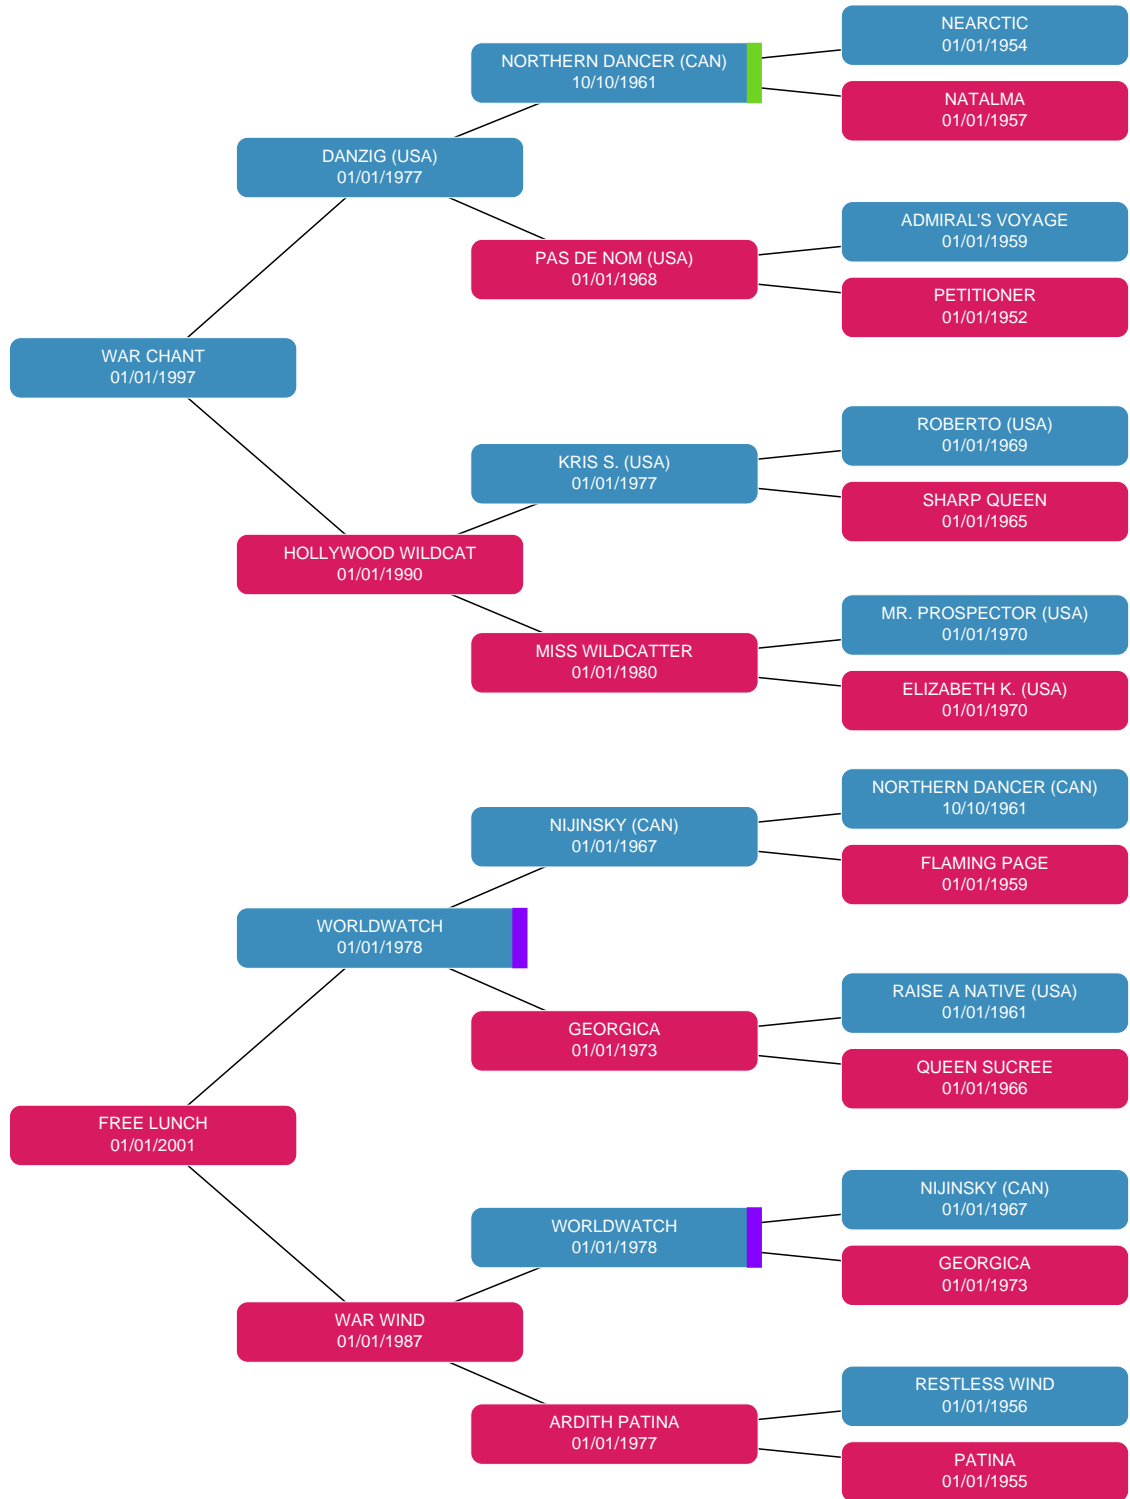 NEARCTIC
01/01/1954
NORTHERN DANCER (CAN)
10/10/1961
NATALMA
01/01/1957
DANZIG (USA)
01/01/1977
ADMIRAL'S VOYAGE
01/01/1959
PAS DE NOM (USA)
01/01/1968
PETITIONER
01/01/1952
WAR CHANT
01/01/1997
ROBERTO (USA)
01/01/1969
KRIS S. (USA)
01/01/1977
SHARP QUEEN
01/01/1965
HOLLYWOOD WILDCAT
01/01/1990
MR. PROSPECTOR (USA)
01/01/1970
MISS WILDCATTER
01/01/1980
ELIZABETH K. (USA)
01/01/1970
NORTHERN DANCER (CAN)
10/10/1961
NIJINSKY (CAN)
01/01/1967
FLAMING PAGE
01/01/1959
WORLDWATCH
01/01/1978
RAISE A NATIVE (USA)
01/01/1961
GEORGICA
01/01/1973
QUEEN SUCREE
01/01/1966
FREE LUNCH
01/01/2001
NIJINSKY (CAN)
01/01/1967
WORLDWATCH
01/01/1978
GEORGICA
01/01/1973
WAR WIND
01/01/1987
RESTLESS WIND
01/01/1956
ARDITH PATINA
01/01/1977
PATINA
01/01/1955